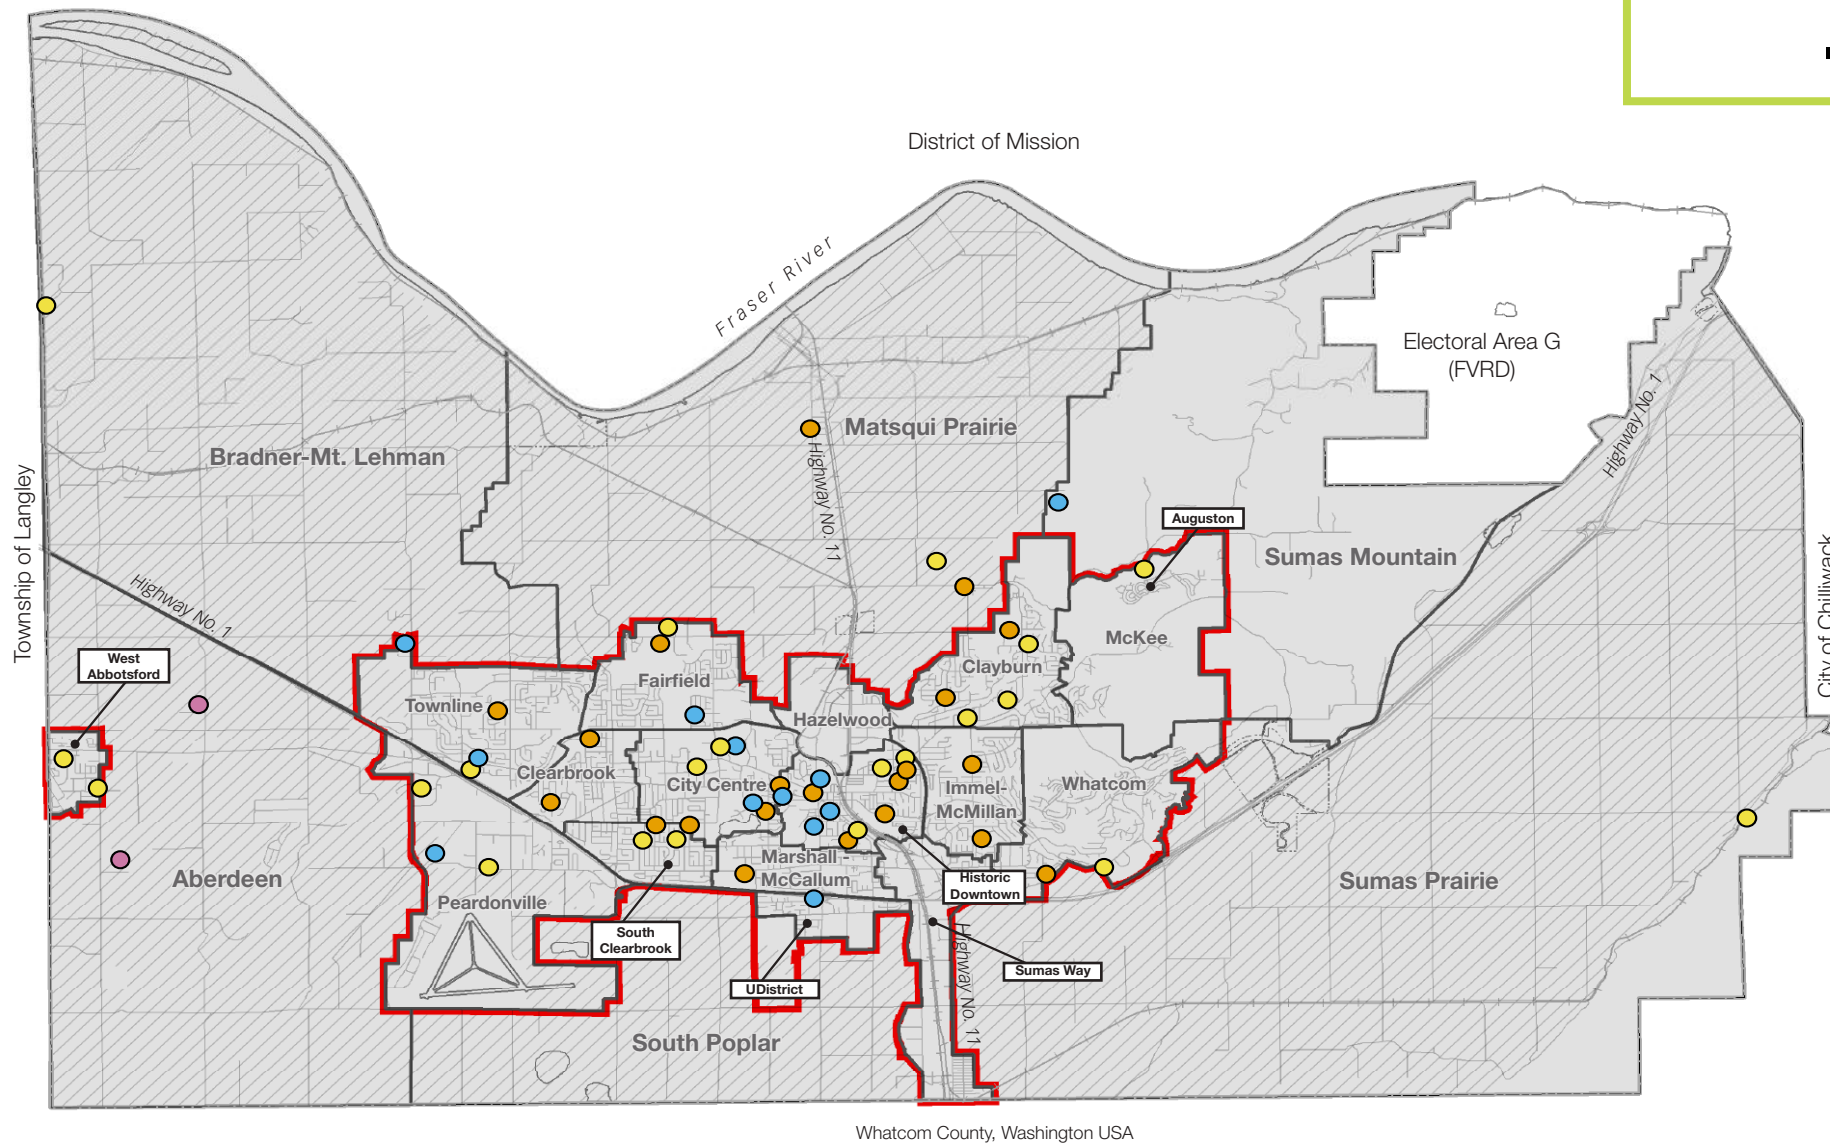 District of Mission
Fraser River
Electoral Area G
(FVRD)
Highway No. 1
Matsqui Prairie
Bradner-Mt. Lehman
Highway No. 11
Township of Langley
Auguston
Sumas Mountain
City of Chilliwack
Highway No. 1
West
Abbotsford
McKee
Clayburn
Fairfield
Townline
Hazelwood
Clearbrook
City Centre
Immel-
McMillan
Whatcom
Marshall -
McCallum
Aberdeen
Historic
Downtown
Sumas Prairie
Peardonville
South
Clearbrook
Sumas Way
UDistrict
Highway No. 11
South Poplar
Whatcom County, Washington USA